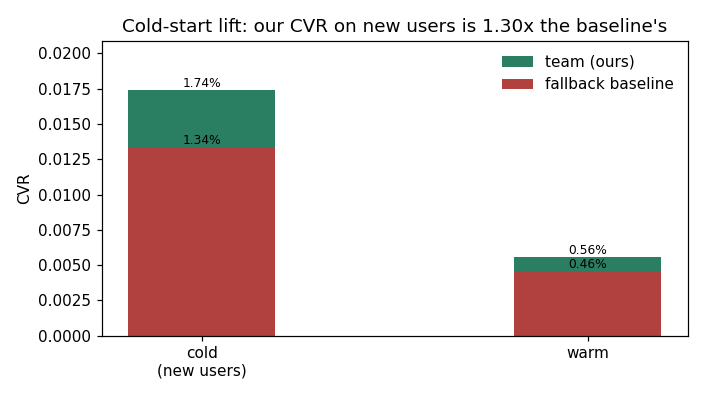 Cold-start lift: our CVR on new users is 1.30x the baseline's
team (ours)
fallback baseline
CVR
0.0200
0.0175
0.0150
0.0125
0.0100
0.0075
0.0050
0.0025
0.0000
1.74%
1.34%
0.56%
0.46%
cold
(new users)
warm